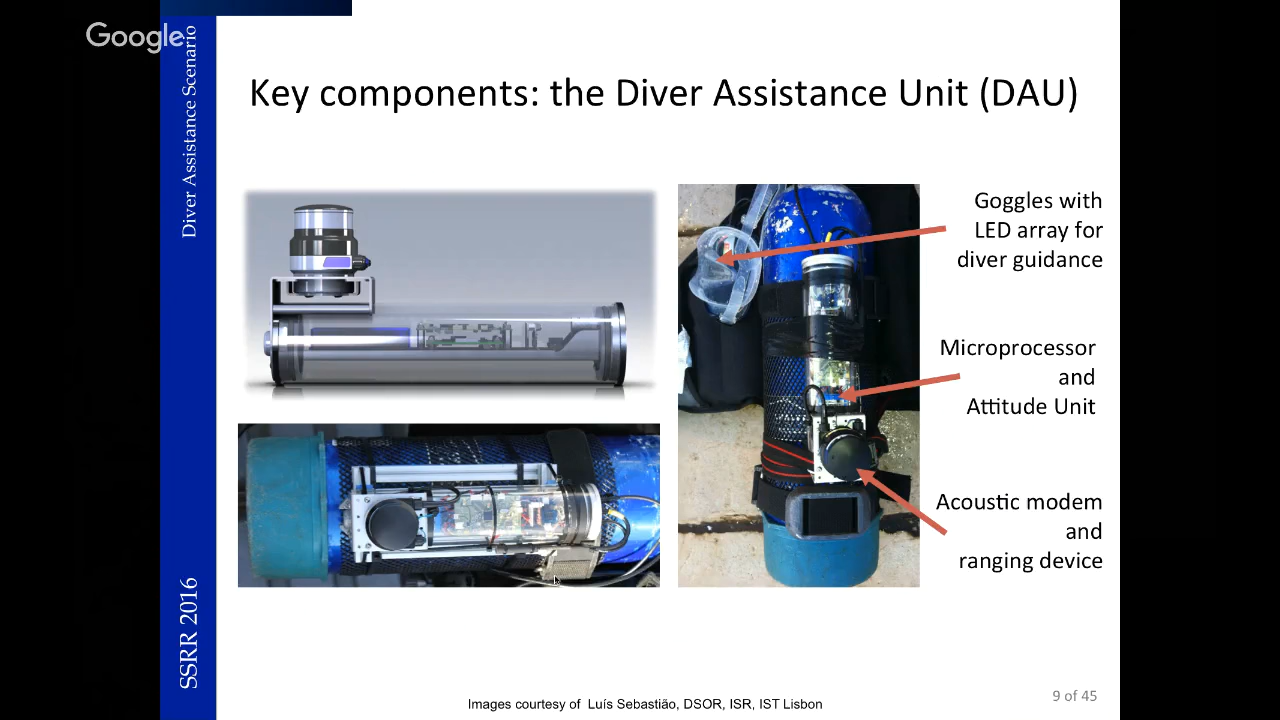 Google
Diver Assistance Scenario
SSRR 2016
Key components: the Diver Assistance Unit (DAU)
Goggles with
LED array for
diver guidance
Microprocessor
and
Attitude Unit
Acoustic modem
and
ranging device
Images courtesy of Luís Sebastião, DSOR, ISR, IST Lisbon
9 of 45